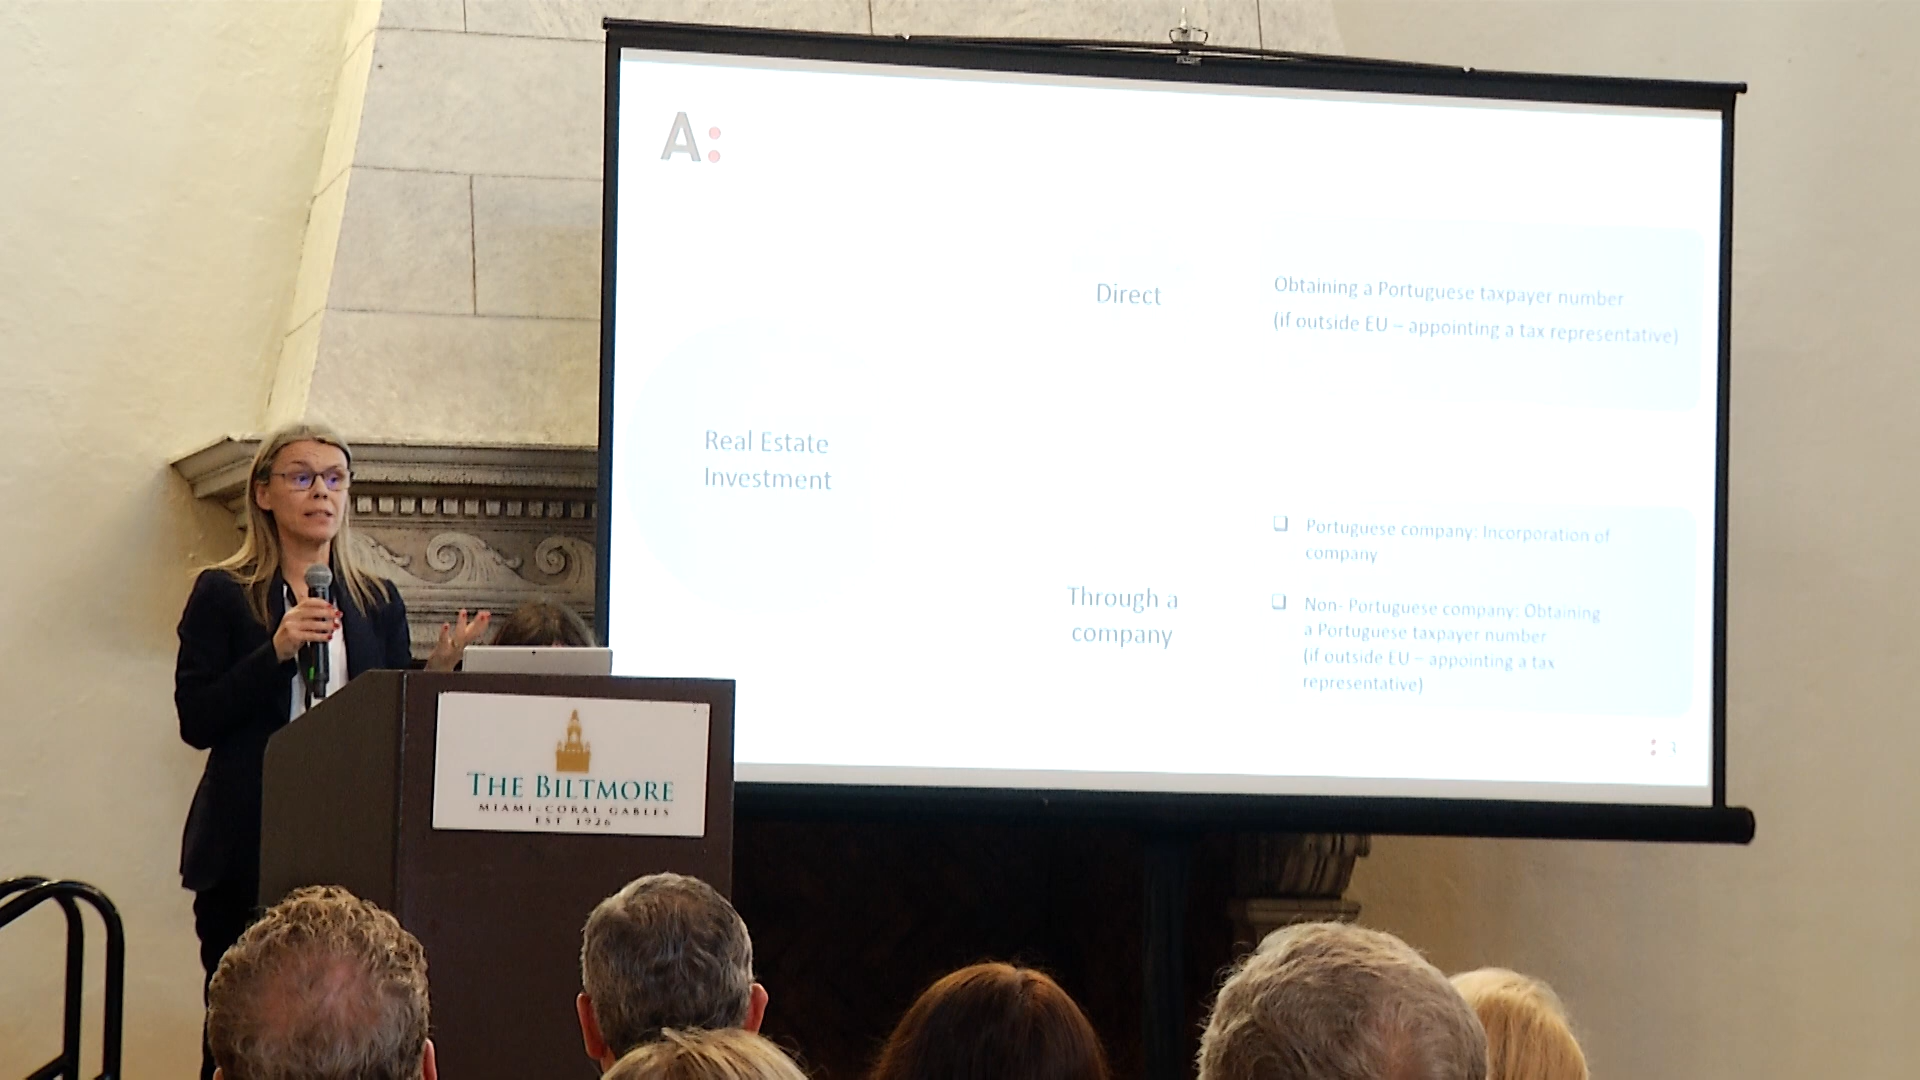 A:
Real Estate
Investment
Direct
Obtaining a Portuguese taxpayer number
(if outside EU – appointing a tax representative)
Through a
company
❑ Portuguese company: Incorporation of
company
❑ Non- Portuguese company: Obtaining
a Portuguese taxpayer number
(if outside EU – appointing a tax
representative)
THE BILTMORE
MIAMI-CORAL GABLES
EST 1926